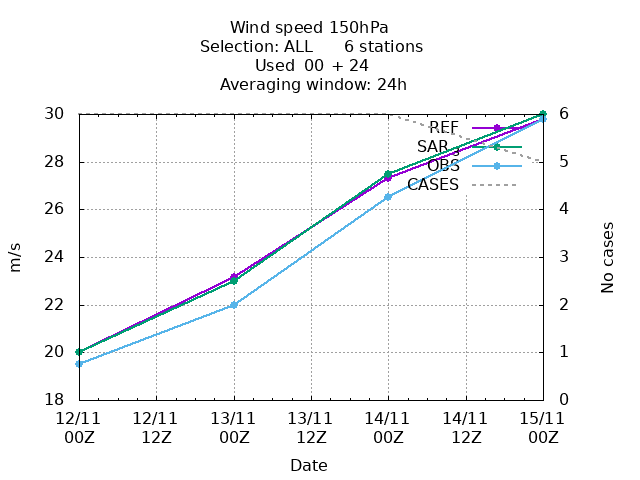 Wind speed 150hPa
Selection: ALL 6 stations
Used 00 + 24
Averaging window: 24h
30 6
REF
SAR
28 5
OBS
CASES
26 4
m/s
24 3
No cases
22 2
20 1
18 0
12/11 12/11 13/11 13/11 14/11 14/11 15/11
00Z 12Z 00Z 12Z 00Z 12Z 00Z
Date